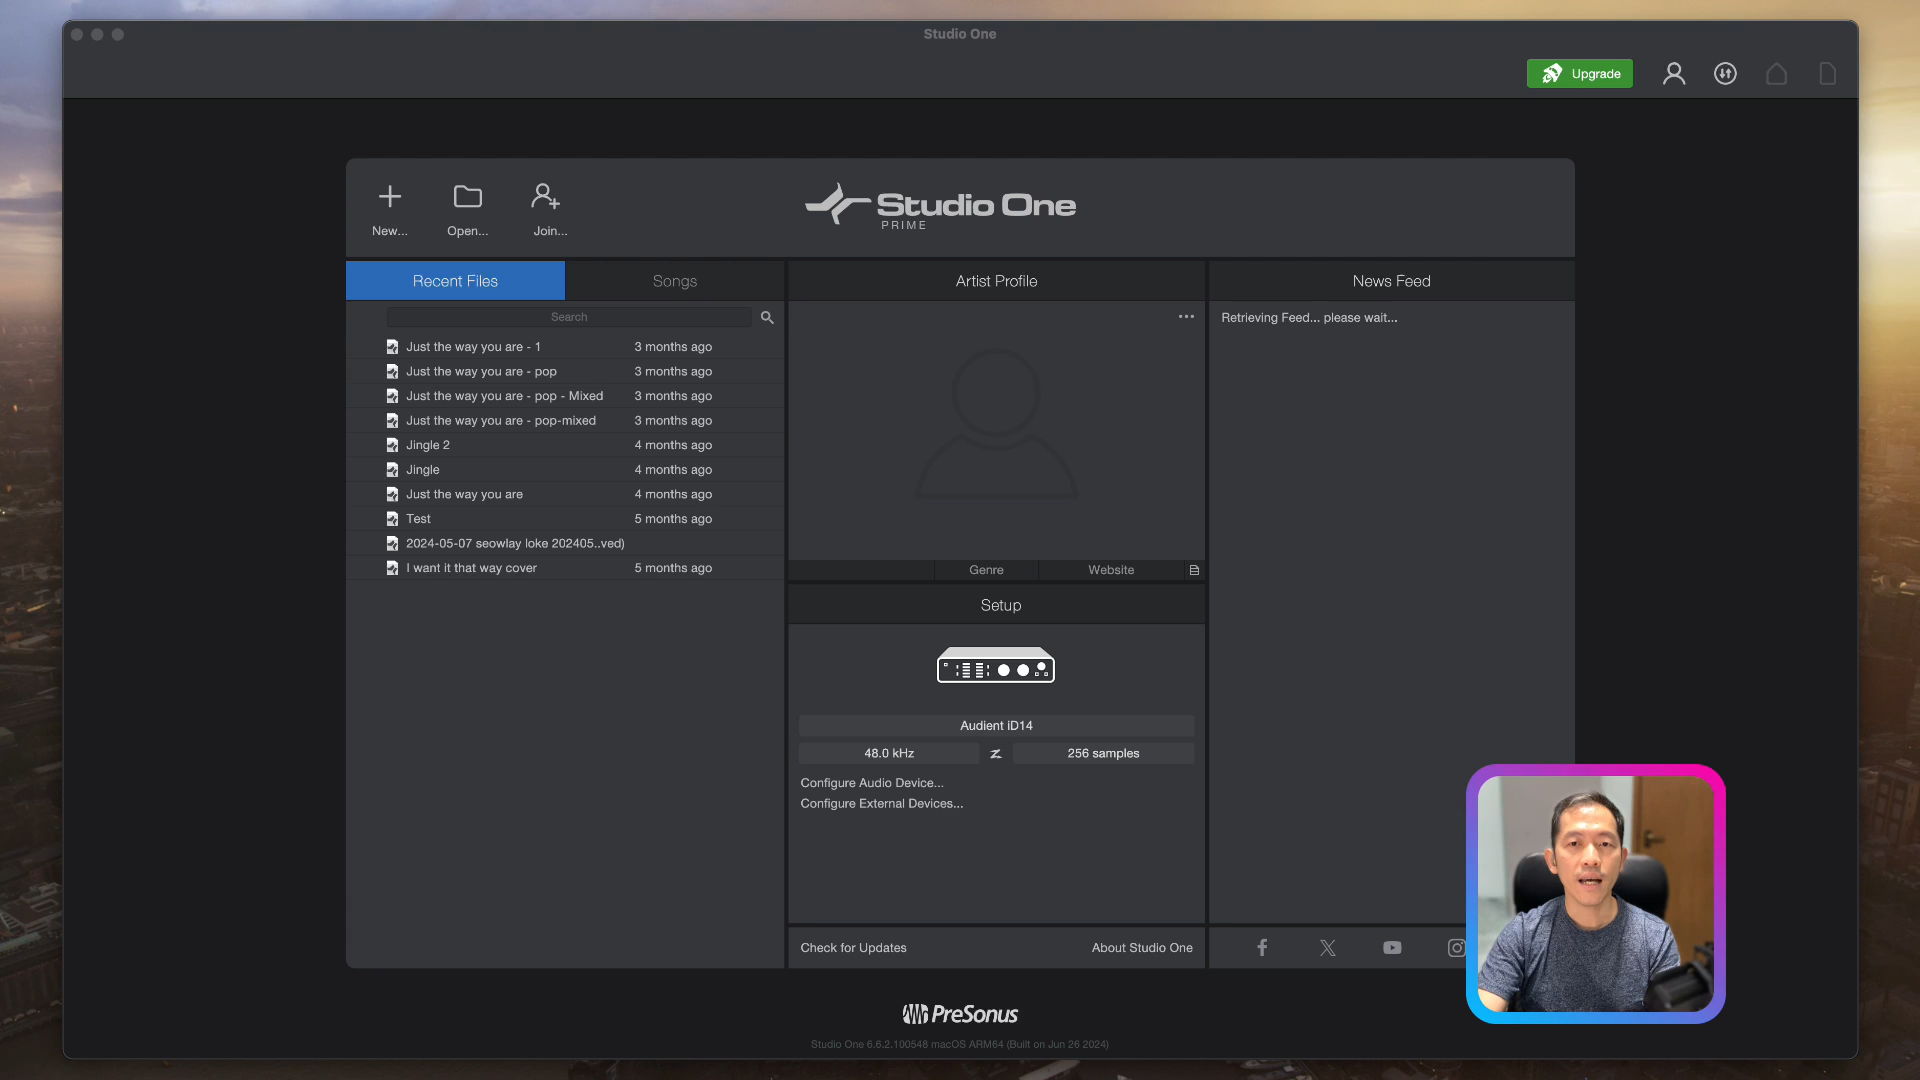 Studio One
Upgrade
New...
Open...
Join...
Studio One
PRIME
Recent Files
Songs
Search
Just the way you are - 1 3 months ago
Just the way you are - pop 3 months ago
Just the way you are - pop - Mixed 3 months ago
Just the way you are - pop-mixed 3 months ago
Jingle 2 4 months ago
Jingle 4 months ago
Just the way you are 4 months ago
Test 5 months ago
2024-05-07 seowlay loke 202405..ved)
I want it that way cover 5 months ago
Artist Profile
Genre
Website
Setup
Audient iD14
48.0 kHz
256 samples
Configure Audio Device...
Configure External Devices...
Check for Updates
About Studio One
News Feed
Retrieving Feed... please wait...
PreSonus
Studio One 6.6.2.100548 macOS ARM64 (Built on Jun 26 2024)